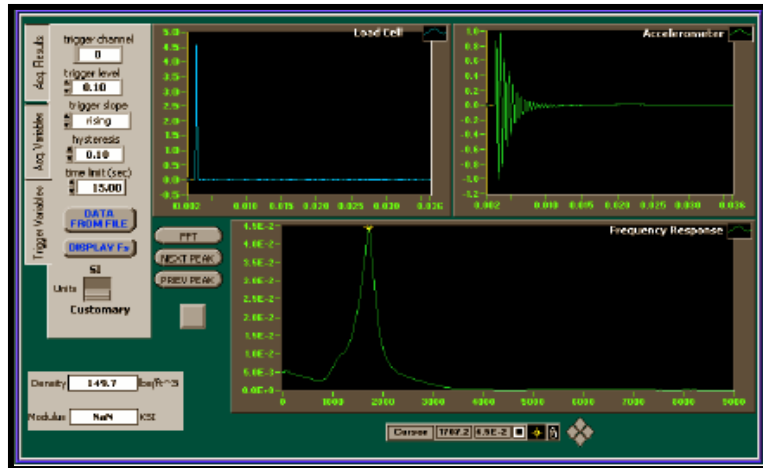 Acq. Results
Acq. Variables
Trigger Variables
trigger channel
0
trigger level
0.10
trigger slope
rising
hysteresis
0.10
time limit (sec)
15.00
DATA
FROM FILE
DISPLAY Fs
SI
Units
Customary
Density 149.7 lbs/ft^3
Modulus NaN KSI
Load Cell
5.0
4.0
3.5
3.0
2.5
2.0
1.5
1.0
0.5
0.0
-0.5
0.002 0.010 0.015 0.020 0.025 0.030 0.036
Accelerometer
1.0
0.8
0.6
0.4
0.2
0.0
-0.2
-0.4
-0.6
-0.8
-1.0
-1.2
0.002 0.010 0.015 0.020 0.025 0.030 0.036
FFT
NEXT PEAK
PREV PEAK
Frequency Response
4.5E-2
4.0E-2
3.5E-2
3.0E-2
2.5E-2
2.0E-2
1.5E-2
1.0E-2
5.0E-3
0.0E+0
0 1000 2000 3000 4000 5000 6000 7000 8000 9000
Cursor 1707.2 4.5E-2